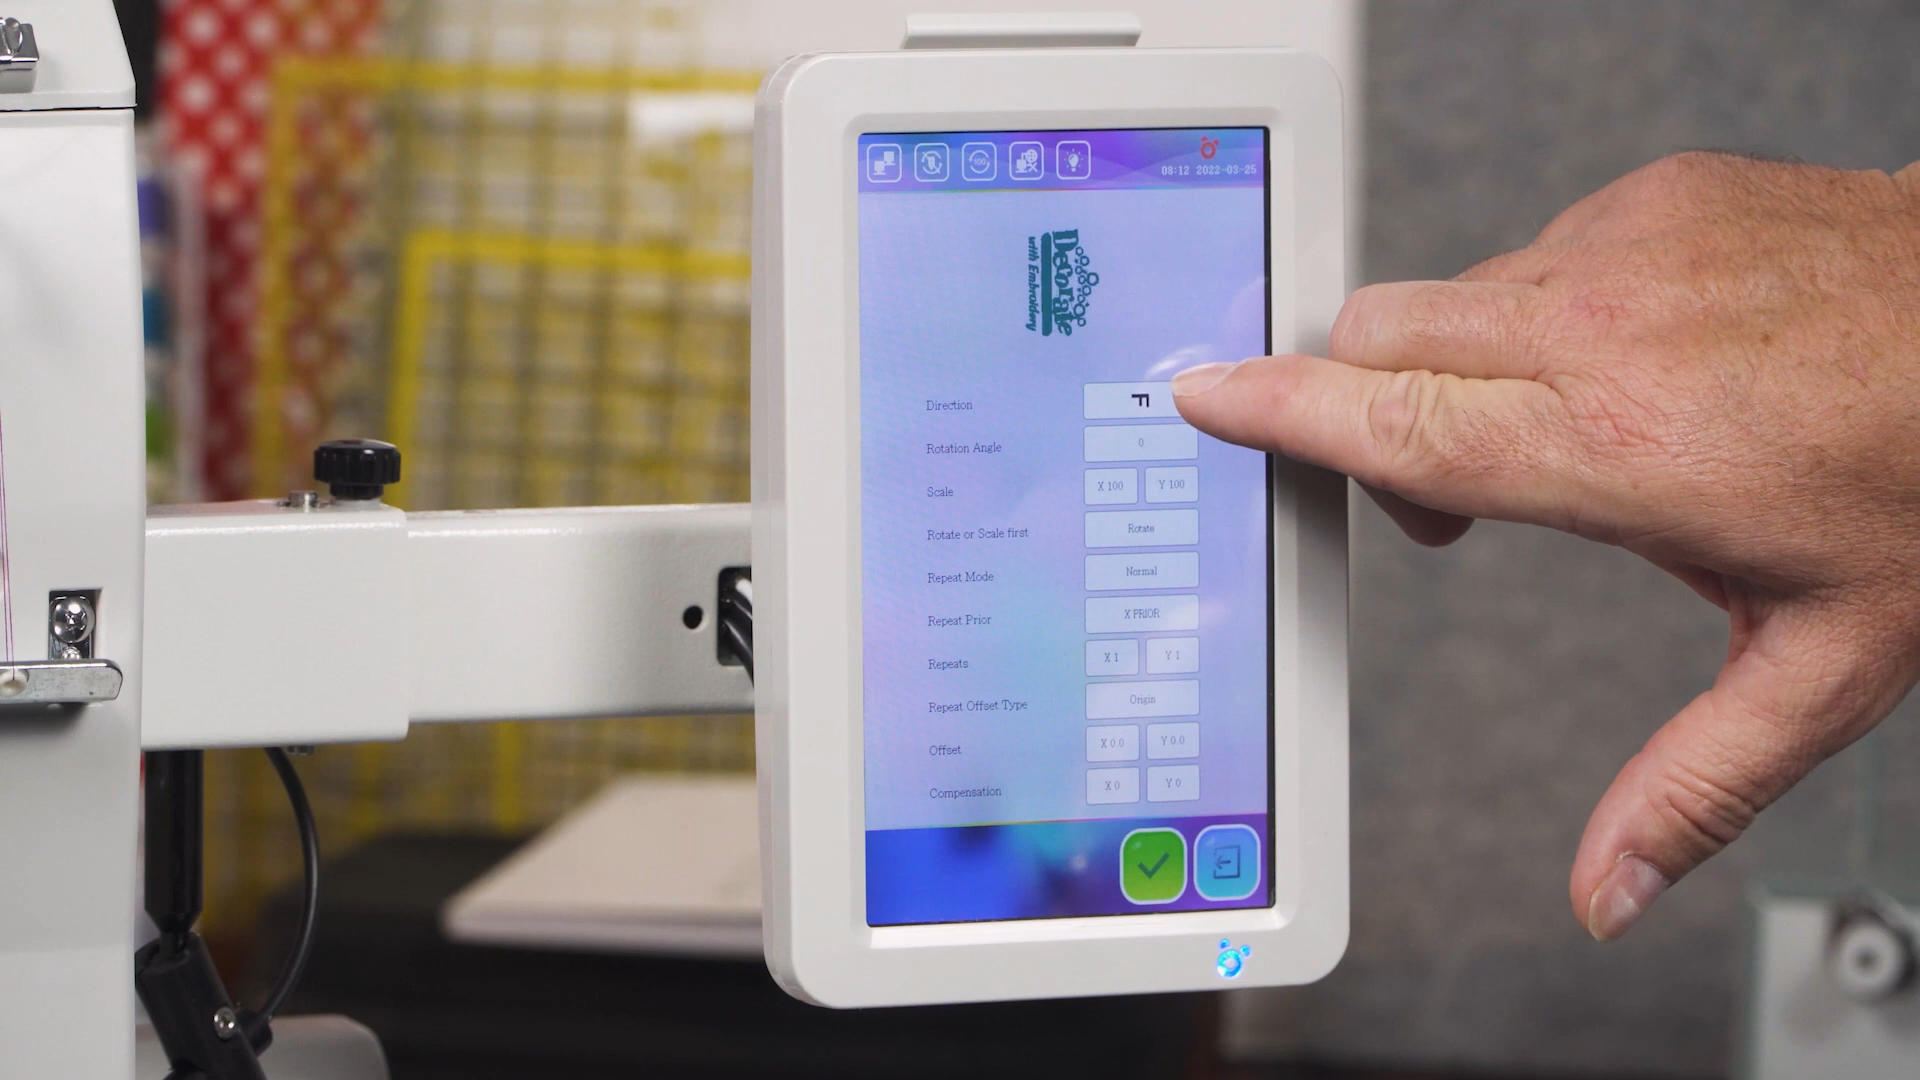 100
08:12 2022-03-25
Decorate
with Embroidery
Direction F
Rotation Angle 0
Scale X 100 Y 100
Rotate or Scale first Rotate
Repeat Mode Normal
Repeat Prior X PRIOR
Repeats X 1 Y 1
Repeat Offset Type Origin
Offset X 0.0 Y 0.0
Compensation X 0 Y 0